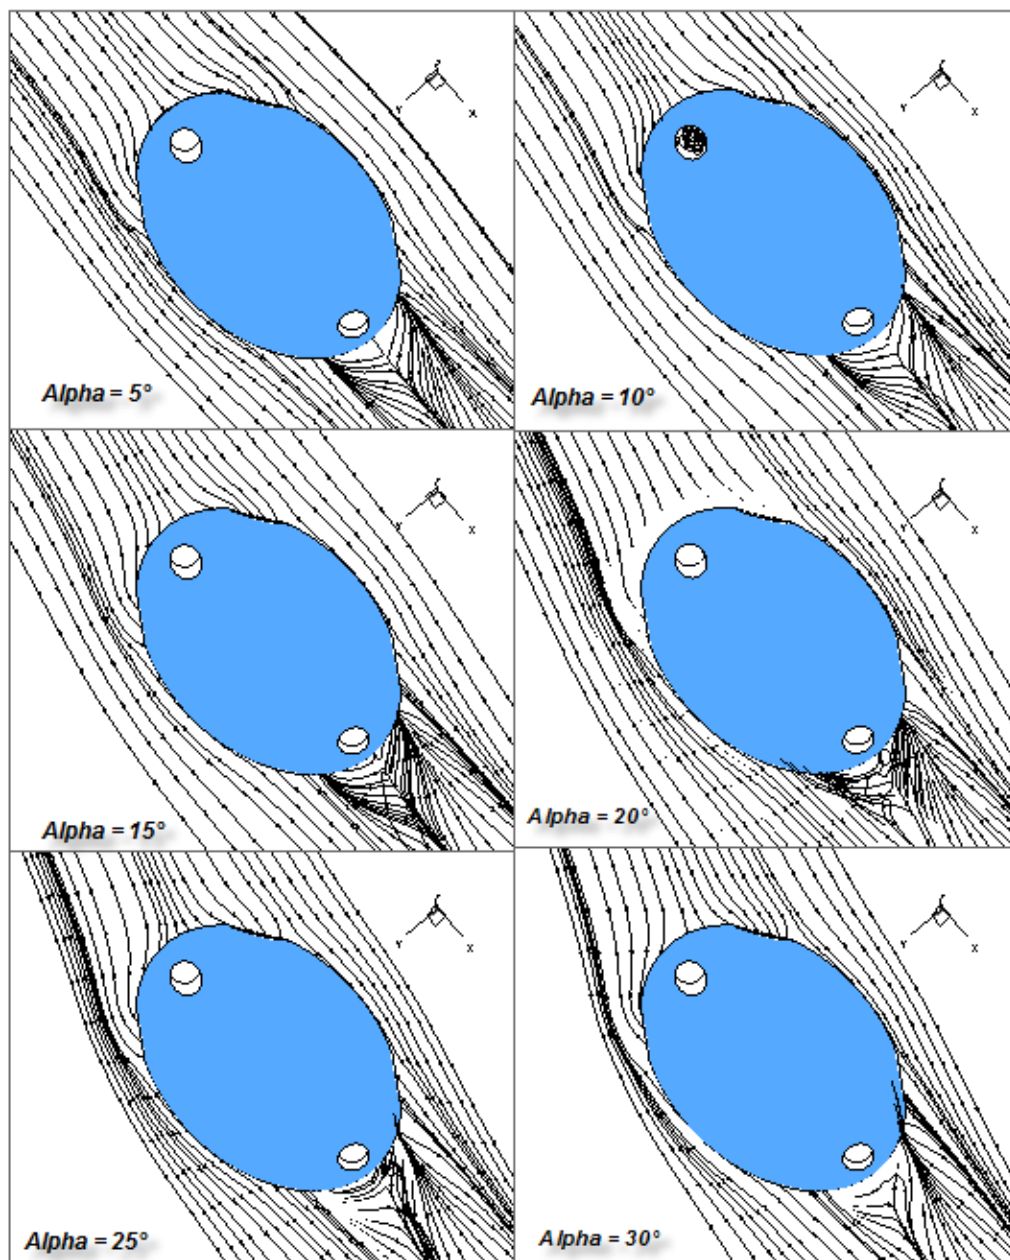 Z
Y
X
Z
Y
X
Alpha = 5°
Alpha = 10°
Z
Y
X
Z
Y
X
Alpha = 15°
Alpha = 20°
Z
Y
X
Z
Y
X
Alpha = 25°
Alpha = 30°